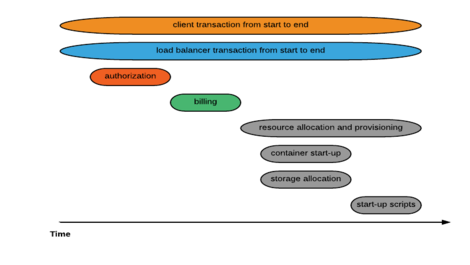 client transaction from start to end
load balancer transaction from start to end
authorization
billing
resource allocation and provisioning
container start-up
storage allocation
start-up scripts
Time